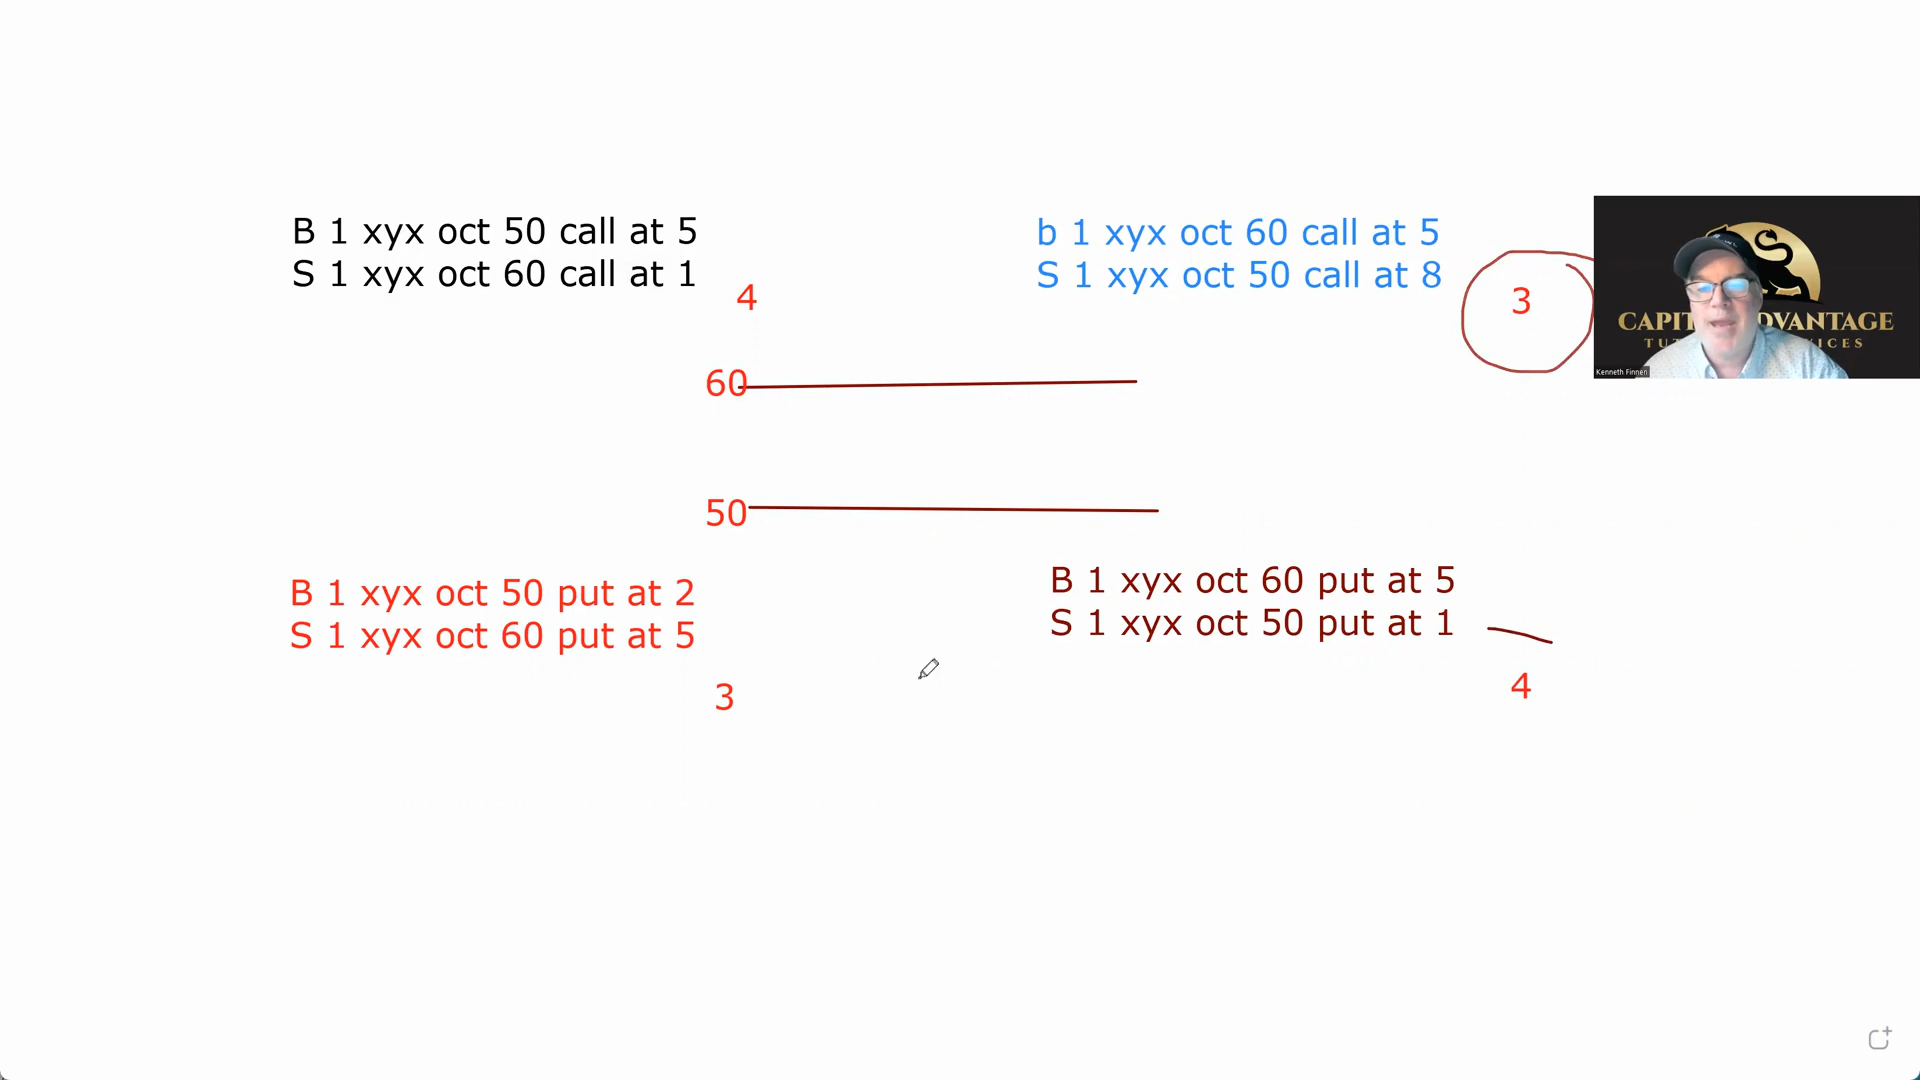 B 1 xyx oct 50 call at 5
S 1 xyx oct 60 call at 1
4
b 1 xyx oct 60 call at 5
S 1 xyx oct 50 call at 8
3
60
50
B 1 xyx oct 50 put at 2
S 1 xyx oct 60 put at 5
3
B 1 xyx oct 60 put at 5
S 1 xyx oct 50 put at 1
4
Kenneth Finnen